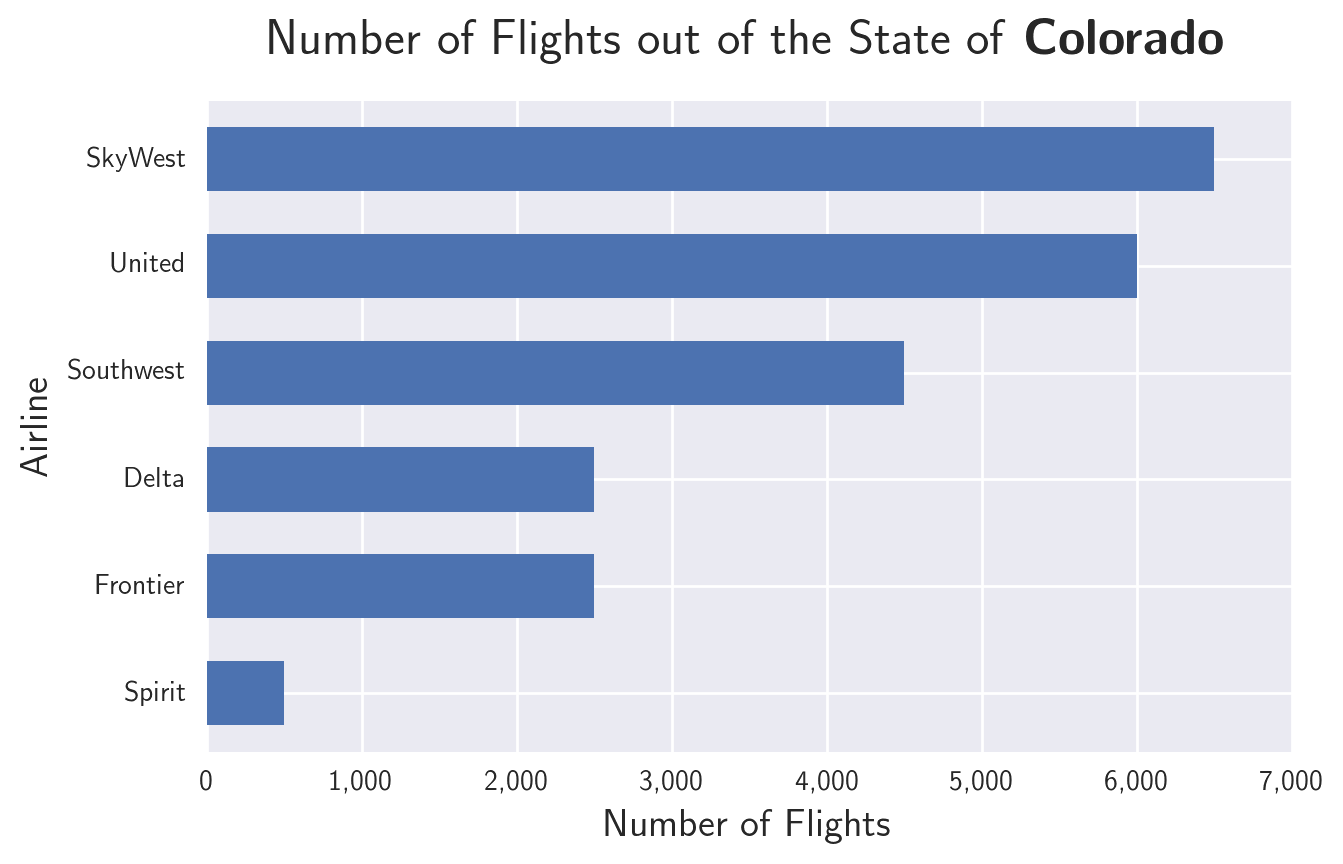 Number of Flights out of the State of Colorado
SkyWest
United
Southwest
Delta
Frontier
Spirit
Airline
0 1,000 2,000 3,000 4,000 5,000 6,000 7,000
Number of Flights